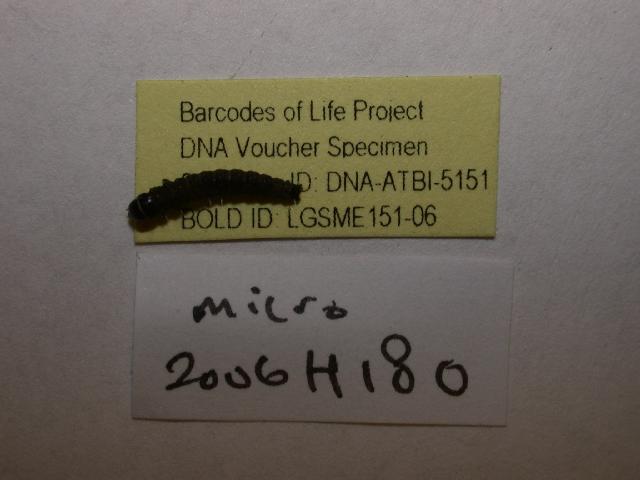 Barcodes of Life Project
DNA Voucher Specimen
ID: DNA-ATBI-5151
BOLD ID: LGSME151-06
micro
2006H180